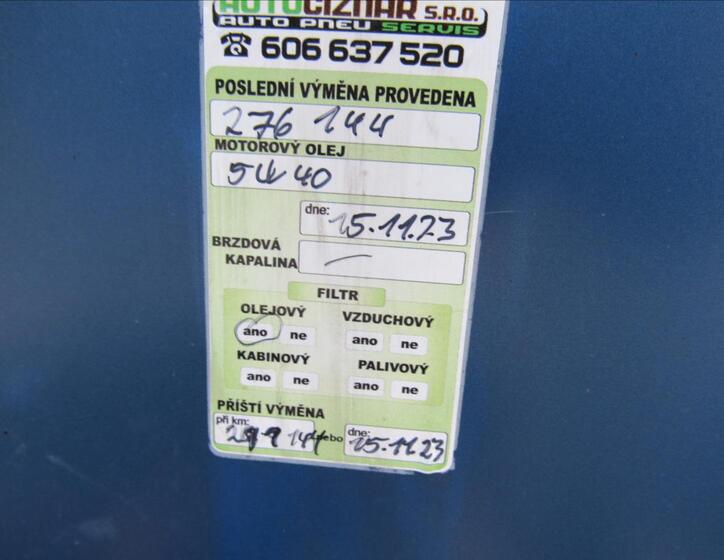 AUTOCIZNAR S.R.O.
AUTO PNEU SERVIS
☎ 606 637 520
POSLEDNÍ VÝMĚNA PROVEDENA
276 144
MOTOROVÝ OLEJ
5W40
dne: 15.11.23
BRZDOVÁ
KAPALINA —
FILTR
OLEJOVÝ VZDUCHOVÝ
ano ne ano ne
KABINOVÝ PALIVOVÝ
ano ne ano ne
PŘÍŠTÍ VÝMĚNA
při km: nebo dne:
15.11.23